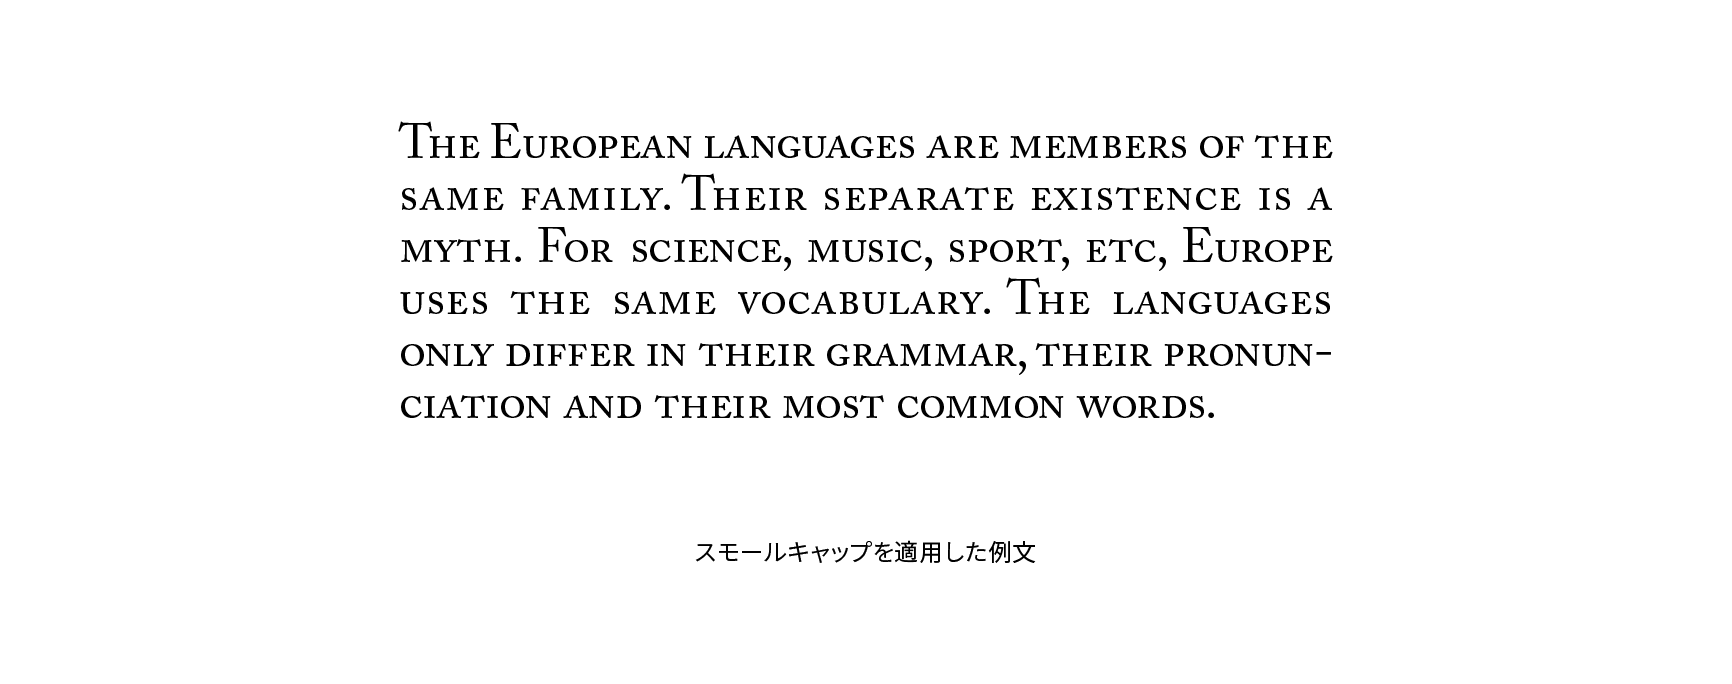 The European languages are members of the
same family. Their separate existence is a
myth. For science, music, sport, etc, Europe
uses the same vocabulary. The languages
only differ in their grammar, their pronun-
ciation and their most common words.
スモールキャップを適用した例文